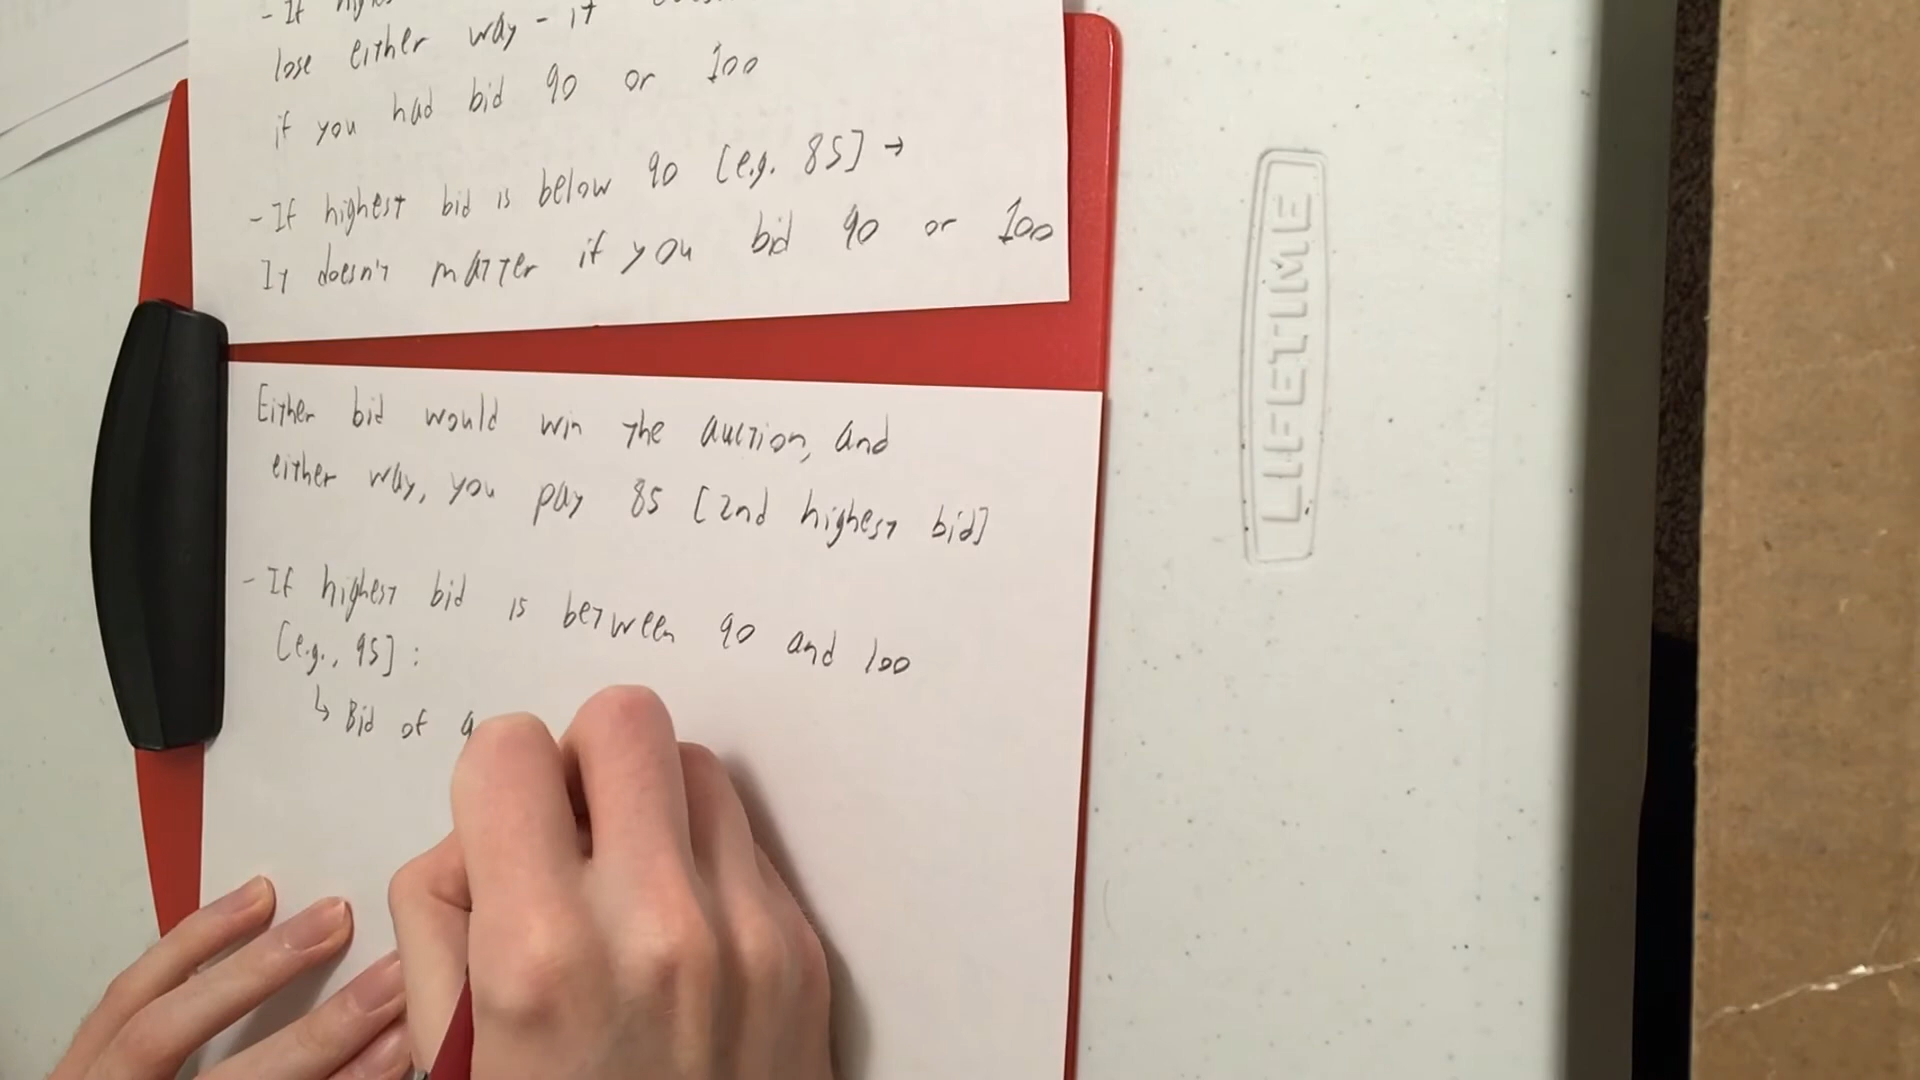 - If
lose either way - it
if you had bid 90 or 100
- If highest bid is below 90 [e.g. 85] →
It doesn't matter if you bid 90 or 100
Either bid would win the auction, and
either way, you pay 85 [2nd highest bid]
- If highest bid is between 90 and 100
[e.g., 95] :
↳ Bid of 9
LIFETIME